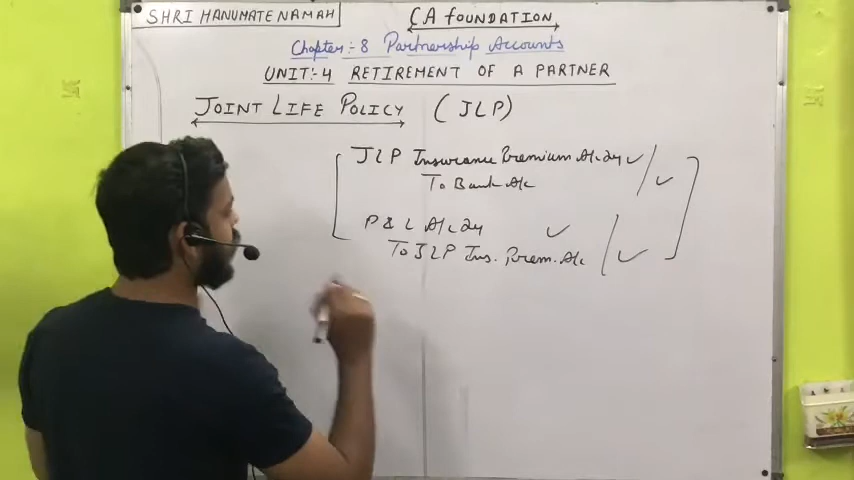 SHRI HANUMATE NAMAH
CA FOUNDATION
Chapter:- 8 Partnership Accounts
UNIT:- 4 RETIREMENT OF A PARTNER
JOINT LIFE POLICY (JLP)
JLP Insurance Premium A/c Dr ✓ / 
To Bank A/c ✓
P & L A/c Dr ✓ /
To JLP Ins. Prem. A/c ✓